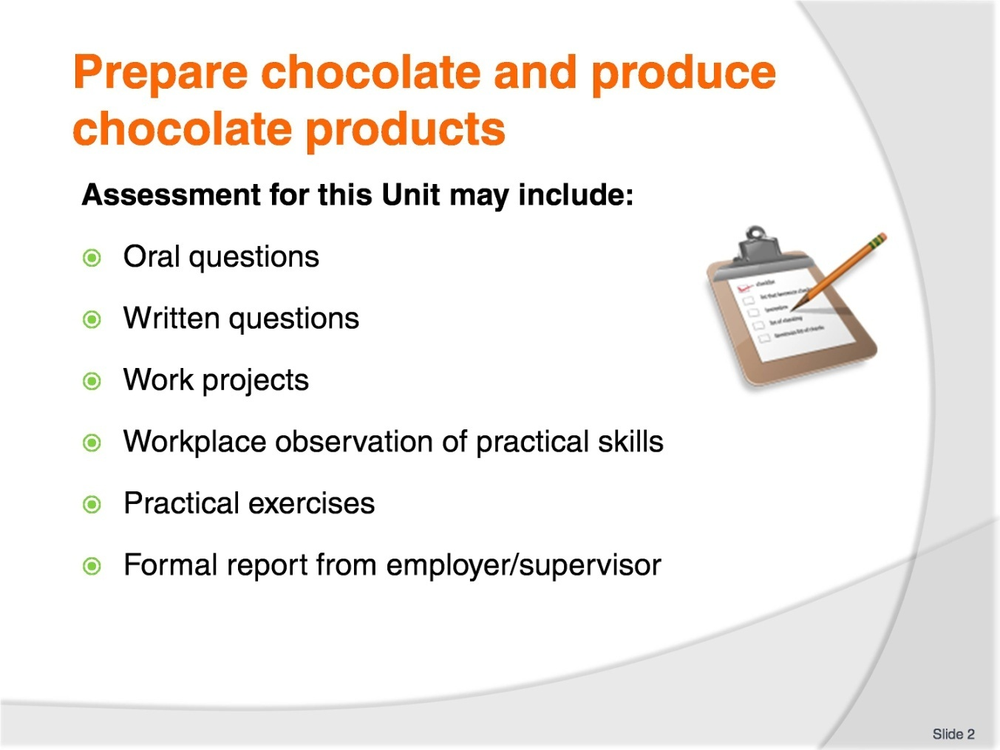 Prepare chocolate and produce
chocolate products
Assessment for this Unit may include:
Oral questions
Written questions
Work projects
Workplace observation of practical skills
Practical exercises
Formal report from employer/supervisor
checklist
Slide 2